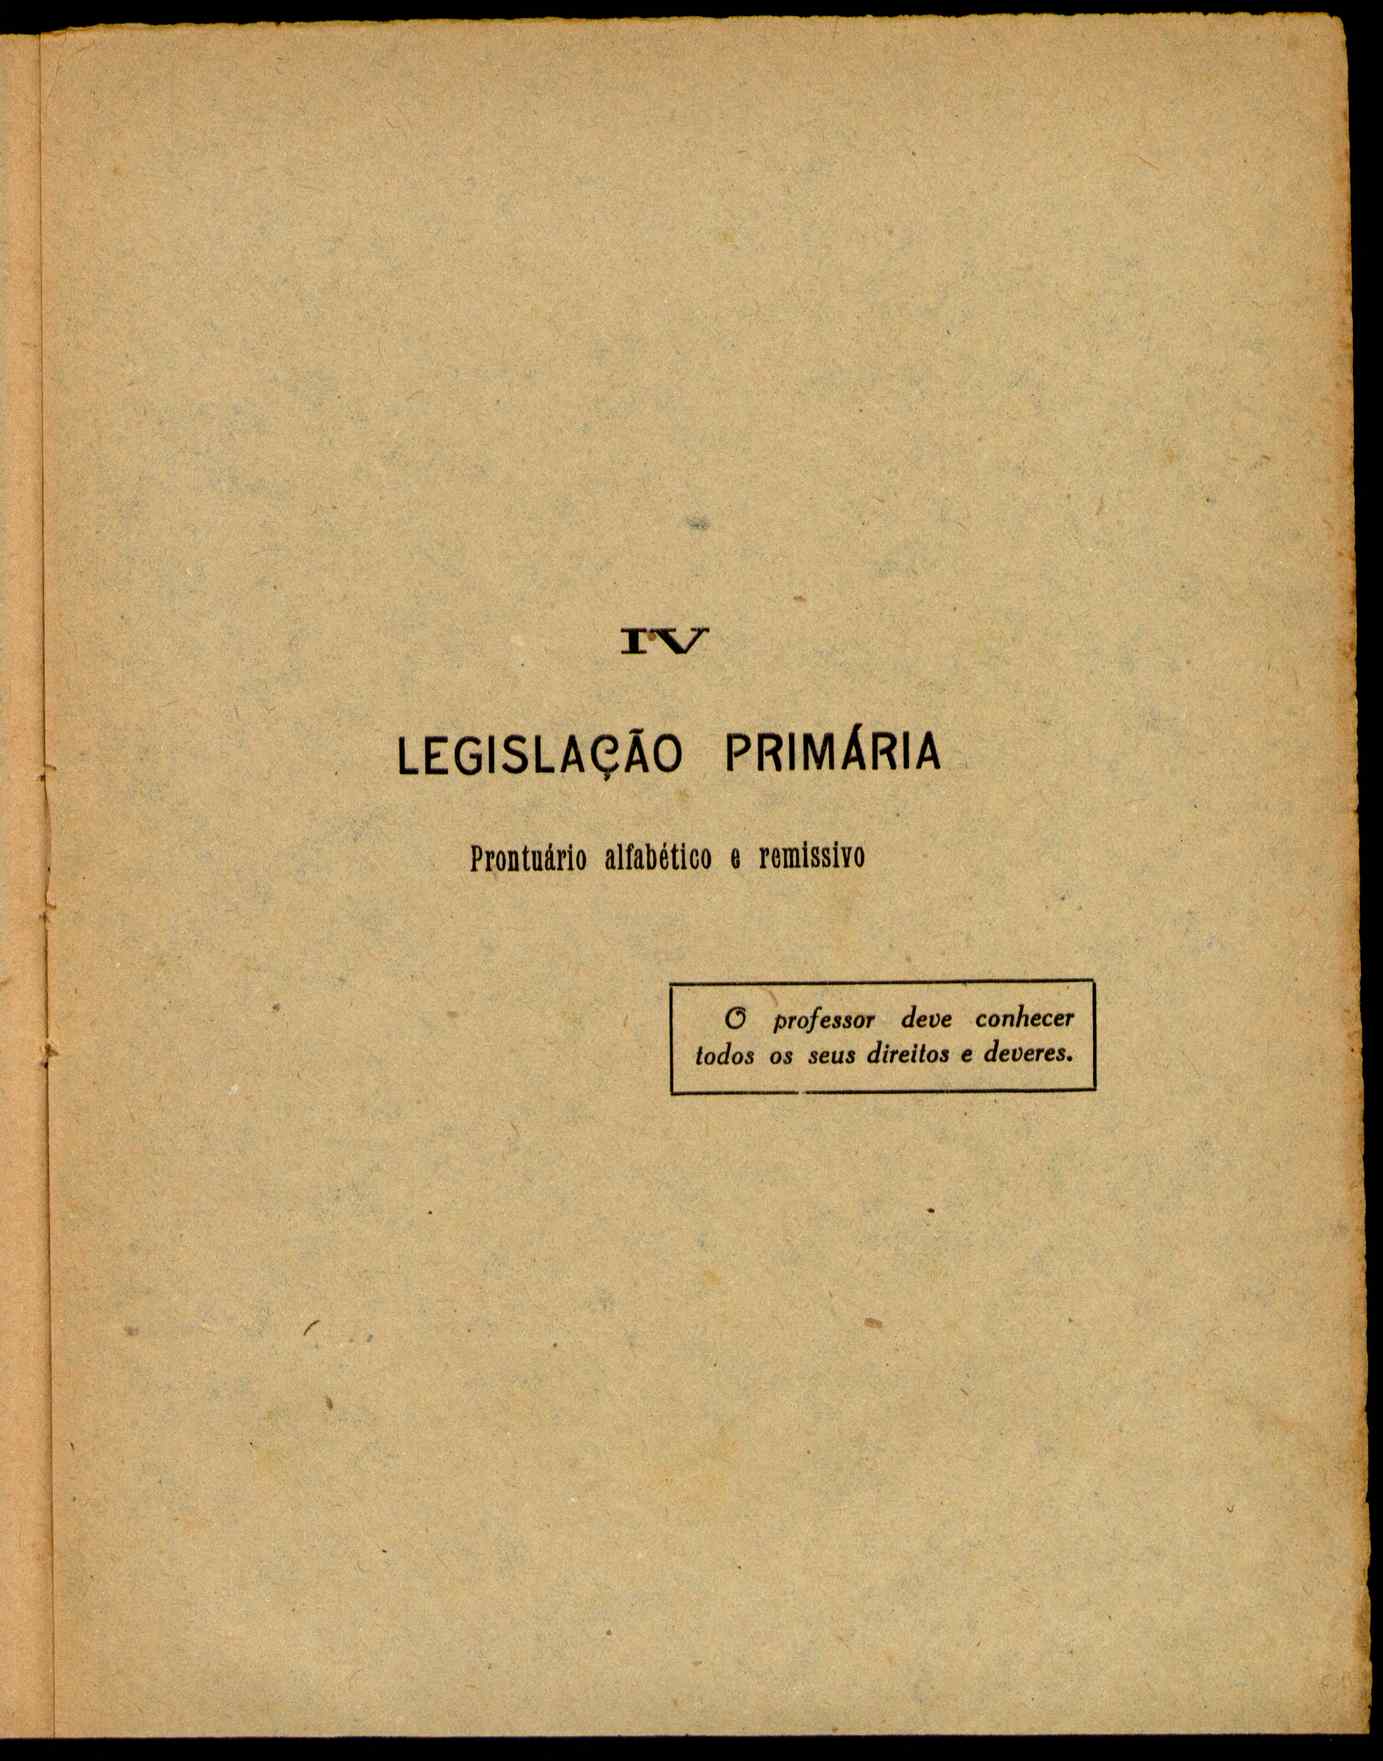 IV
LEGISLAÇÃO PRIMÁRIA
Prontuário alfabético e remissivo
O professor deve conhecer
todos os seus direitos e deveres.